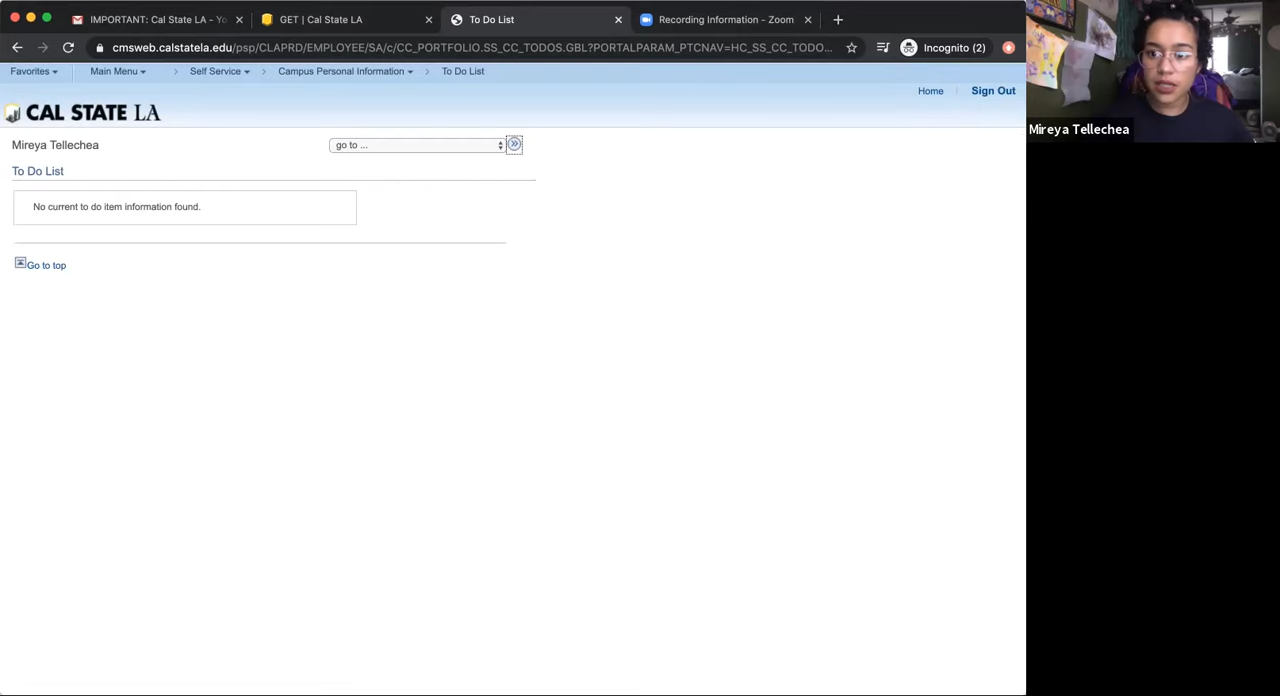 IMPORTANT: Cal State LA - Yo
GET | Cal State LA
To Do List
Recording Information - Zoom
cmsweb.calstatela.edu/psp/CLAPRD/EMPLOYEE/SA/c/CC_PORTFOLIO.SS_CC_TODOS.GBL?PORTALPARAM_PTCNAV=HC_SS_CC_TODO...
Incognito (2)
Favorites
Main Menu
Self Service
Campus Personal Information
To Do List
Home
Sign Out
CAL STATE LA
Mireya Tellechea
go to ...
To Do List
No current to do item information found.
Go to top
Mireya Tellechea